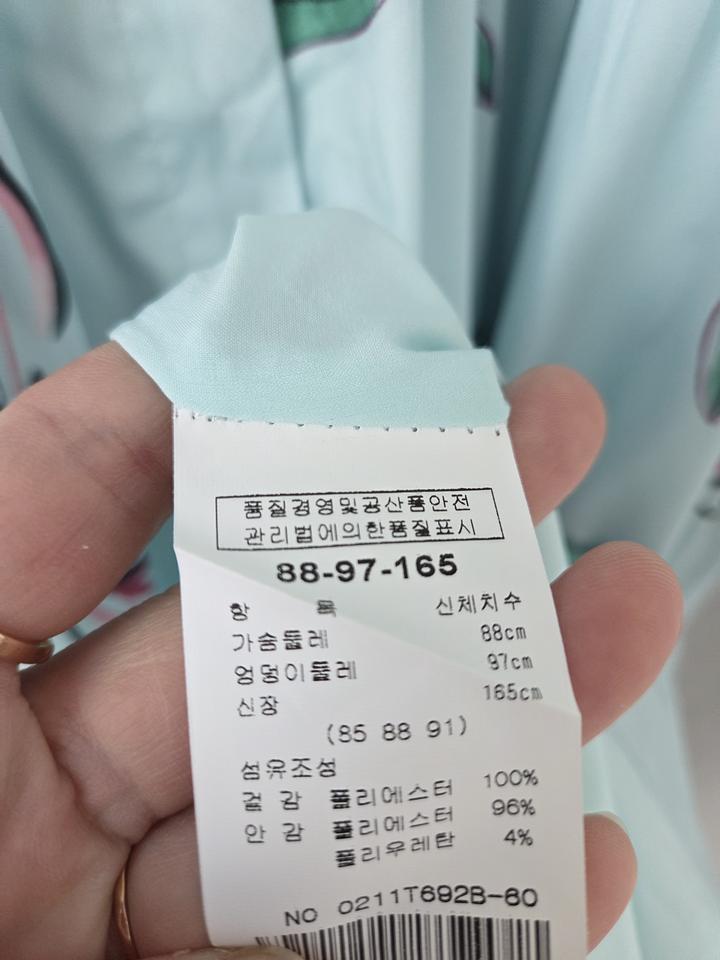 품질경영및공산품안전
관리법에의한품질표시
88-97-165
항 목 신체치수
가슴둘레 88cm
엉덩이둘레 97cm
신장 165cm
(85 88 91)
섬유조성
겉 감 폴리에스터 100%
안 감 폴리에스터 96%
폴리우레탄 4%
NO 0211T692B-60